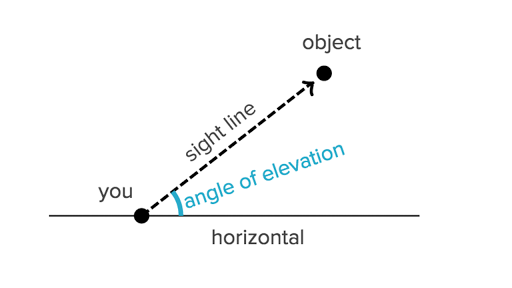 object
sight line
angle of elevation
you
horizontal